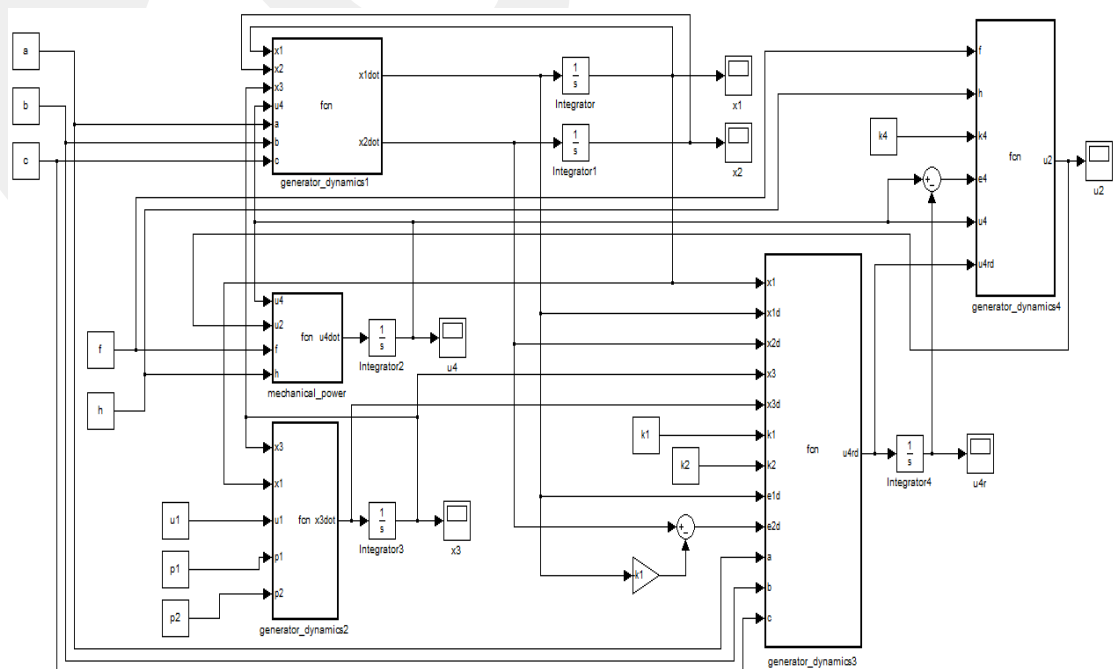 a
b
c
x1
x2
x3
u4
a
b
c
fcn
x1dot
x2dot
generator_dynamics1
1
s
Integrator
1
s
Integrator1
x1
x2
f
h
k4
e4
u4
u4rd
fcn
u2
generator_dynamics4
k4
+
-
u2
f
h
u4
u2
f
h
fcn
u4dot
mechanical_power
1
s
Integrator2
u4
x3
x1
u1
p1
p2
fcn
x3dot
generator_dynamics2
u1
p1
p2
1
s
Integrator3
x3
k1
k2
+
-
k1
x1
x1d
x2d
x3
x3d
k1
k2
e1d
e2d
a
b
c
fcn
u4rd
generator_dynamics3
1
s
Integrator4
u4r